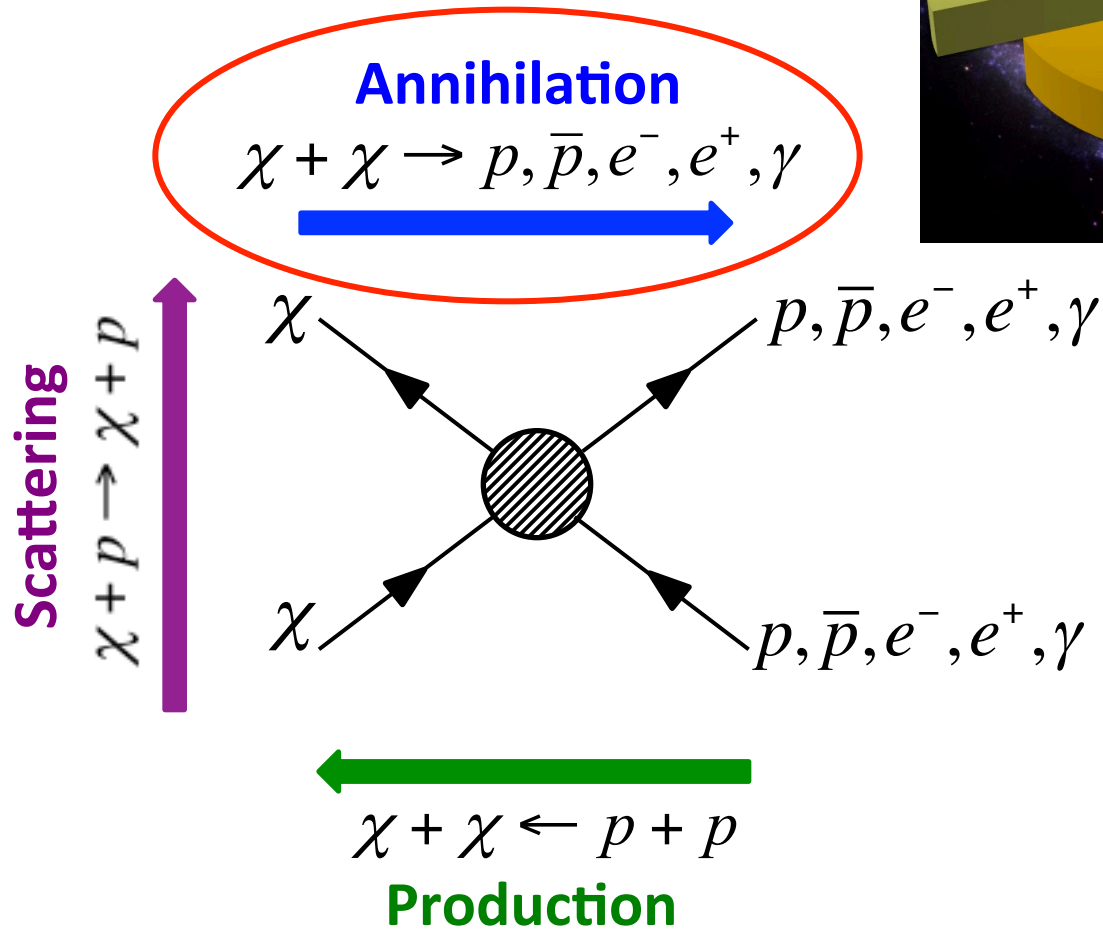 Annihilation
χ + χ → p, p̅, e⁻, e⁺, γ
χ
p, p̅, e⁻, e⁺, γ
Scattering
χ + p → χ + p
χ
p, p̅, e⁻, e⁺, γ
χ + χ ← p + p
Production